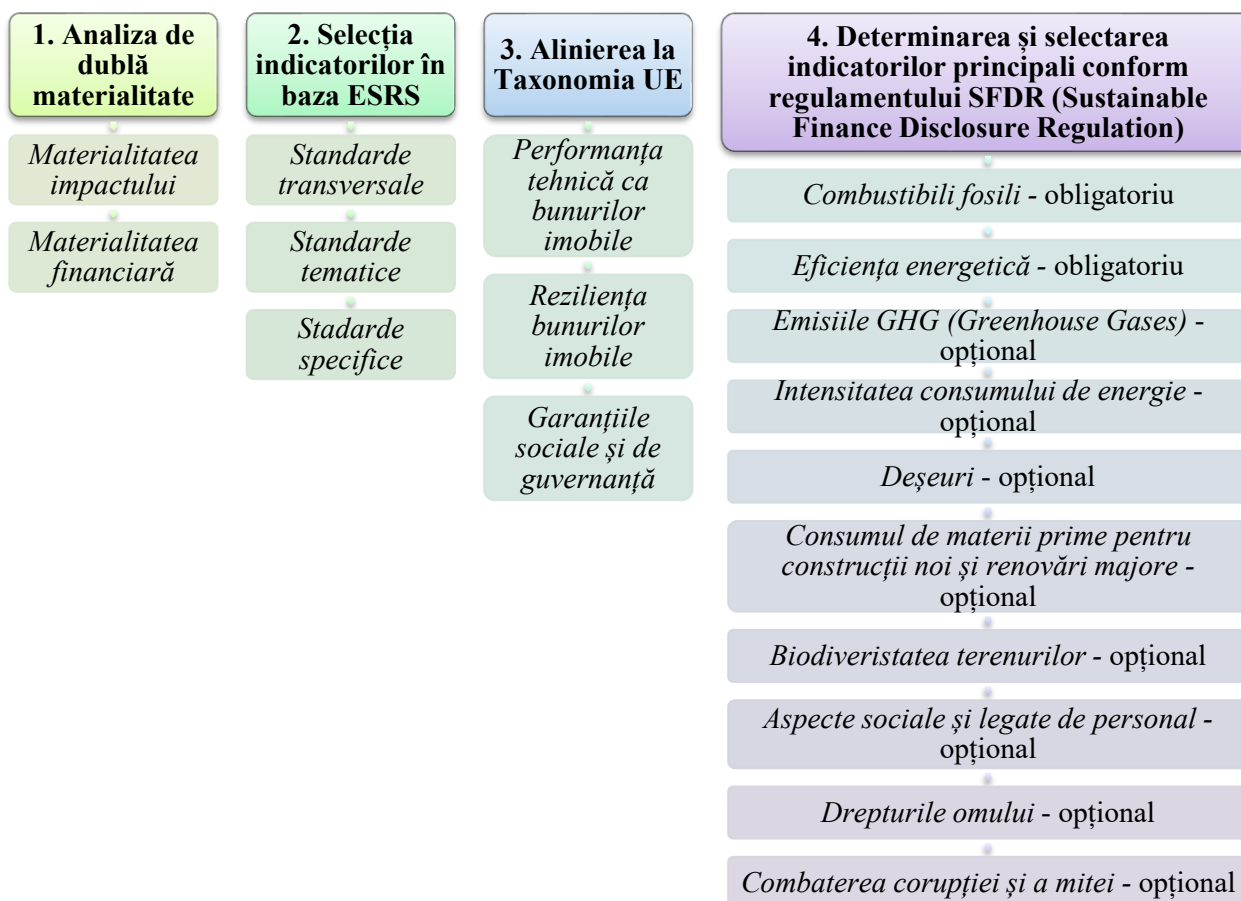 1. Analiza de
dublă
materialitate
Materialitatea
impactului
Materialitatea
financiară
2. Selecția
indicatorilor în
baza ESRS
Standarde
transversale
Standarde
tematice
Stadarde
specifice
3. Alinierea la
Taxonomia UE
Performanța
tehnică ca
bunurilor
imobile
Reziliența
bunurilor
imobile
Garanțiile
sociale și de
guvernanță
4. Determinarea și selectarea
indicatorilor principali conform
regulamentului SFDR (Sustainable
Finance Disclosure Regulation)
Combustibili fosili - obligatoriu
Eficiența energetică - obligatoriu
Emisiile GHG (Greenhouse Gases) -
opțional
Intensitatea consumului de energie -
opțional
Deșeuri - opțional
Consumul de materii prime pentru
construcții noi și renovări majore -
opțional
Biodiveristatea terenurilor - opțional
Aspecte sociale și legate de personal -
opțional
Drepturile omului - opțional
Combaterea corupției și a mitei - opțional